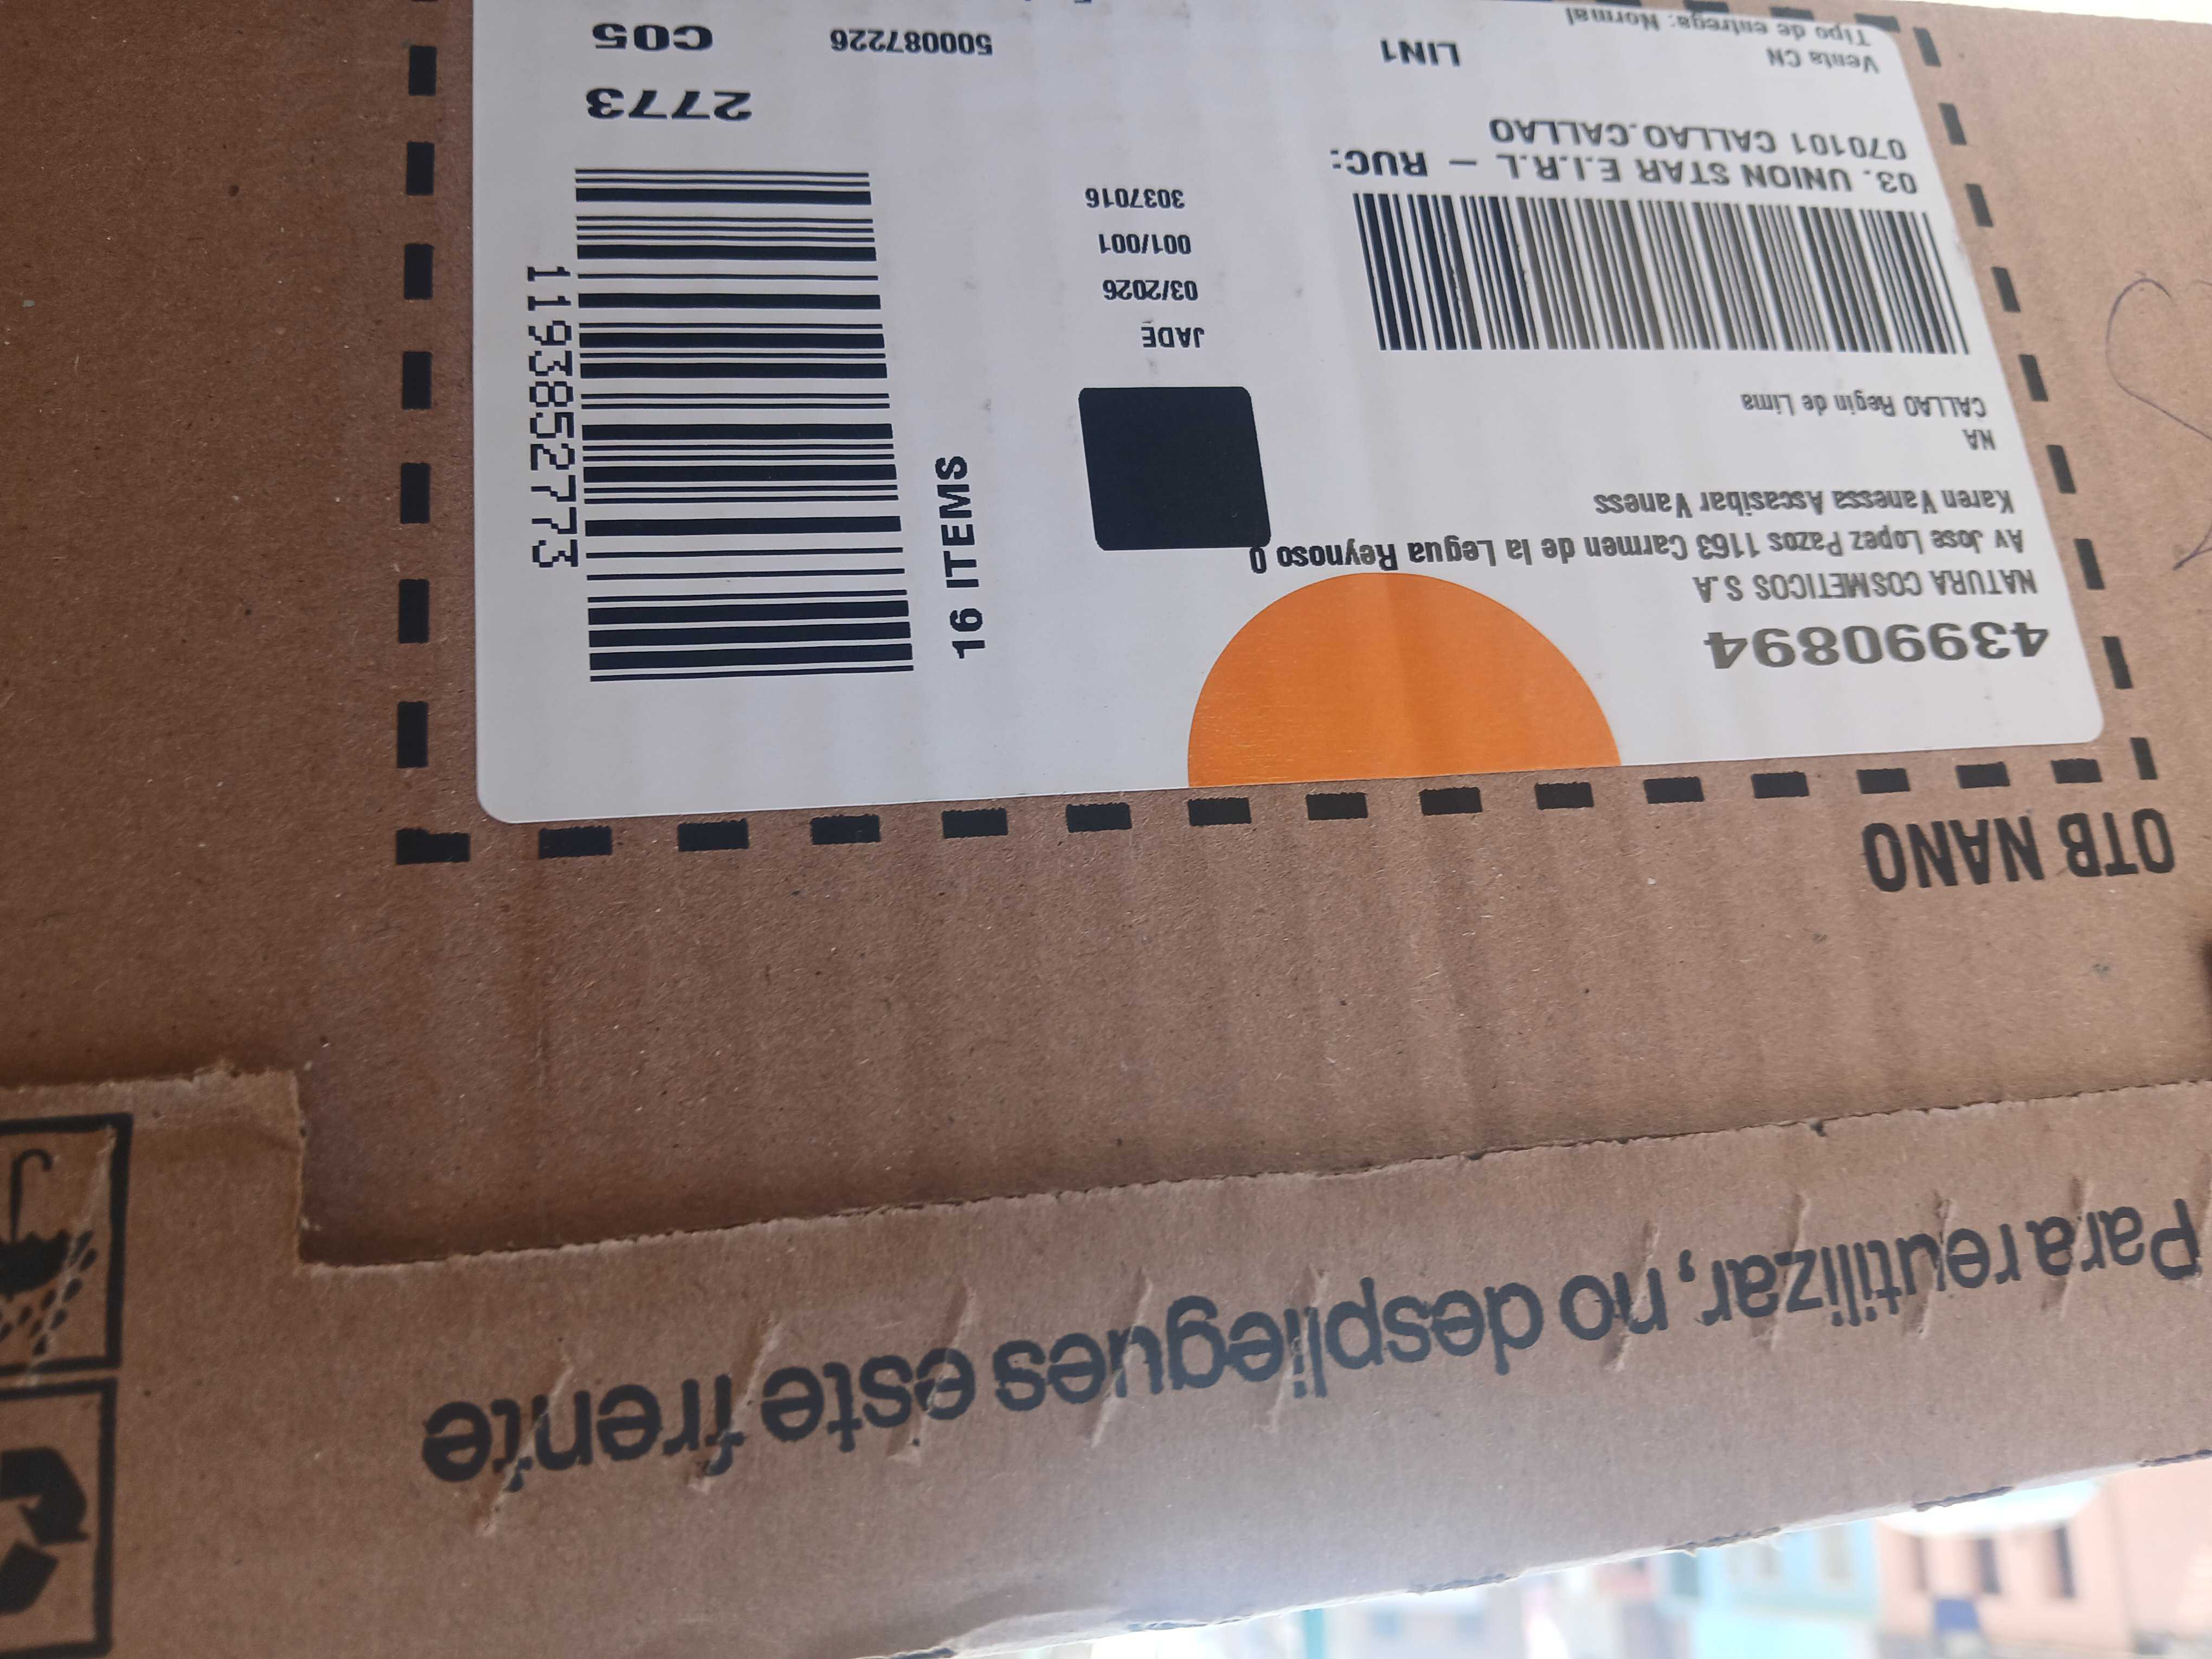 OTB NANO
43990894
NATURA COSMETICOS S.A
Av Jose Lopez Pazos 1163 Carmen de la Legua Reynoso 0
Karen Vanessa Ascasibar Vaness
NA
CALLAO Regin de Lima
03. UNION STAR E.I.R.L - RUC:
070101 CALLAO.CALLAO
Venta CN
Tipo de entrega: Normal
LIN1
JADE
03/2026
001/001
3037016
16 ITEMS
1193852773
2773
500087226
C05
Para reutilizar, no despliegues este frente